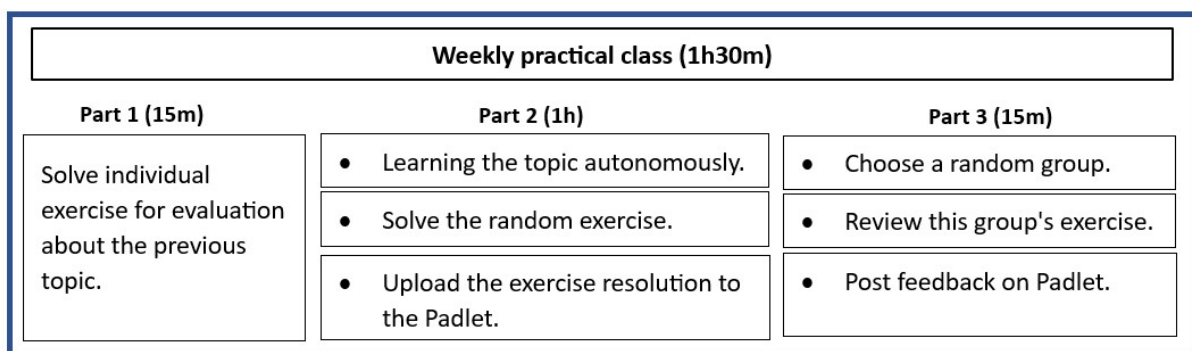 Weekly practical class (1h30m)
Part 1 (15m)
Solve individual
exercise for evaluation
about the previous
topic.
Part 2 (1h)
• Learning the topic autonomously.
• Solve the random exercise.
• Upload the exercise resolution to
the Padlet.
Part 3 (15m)
• Choose a random group.
• Review this group's exercise.
• Post feedback on Padlet.